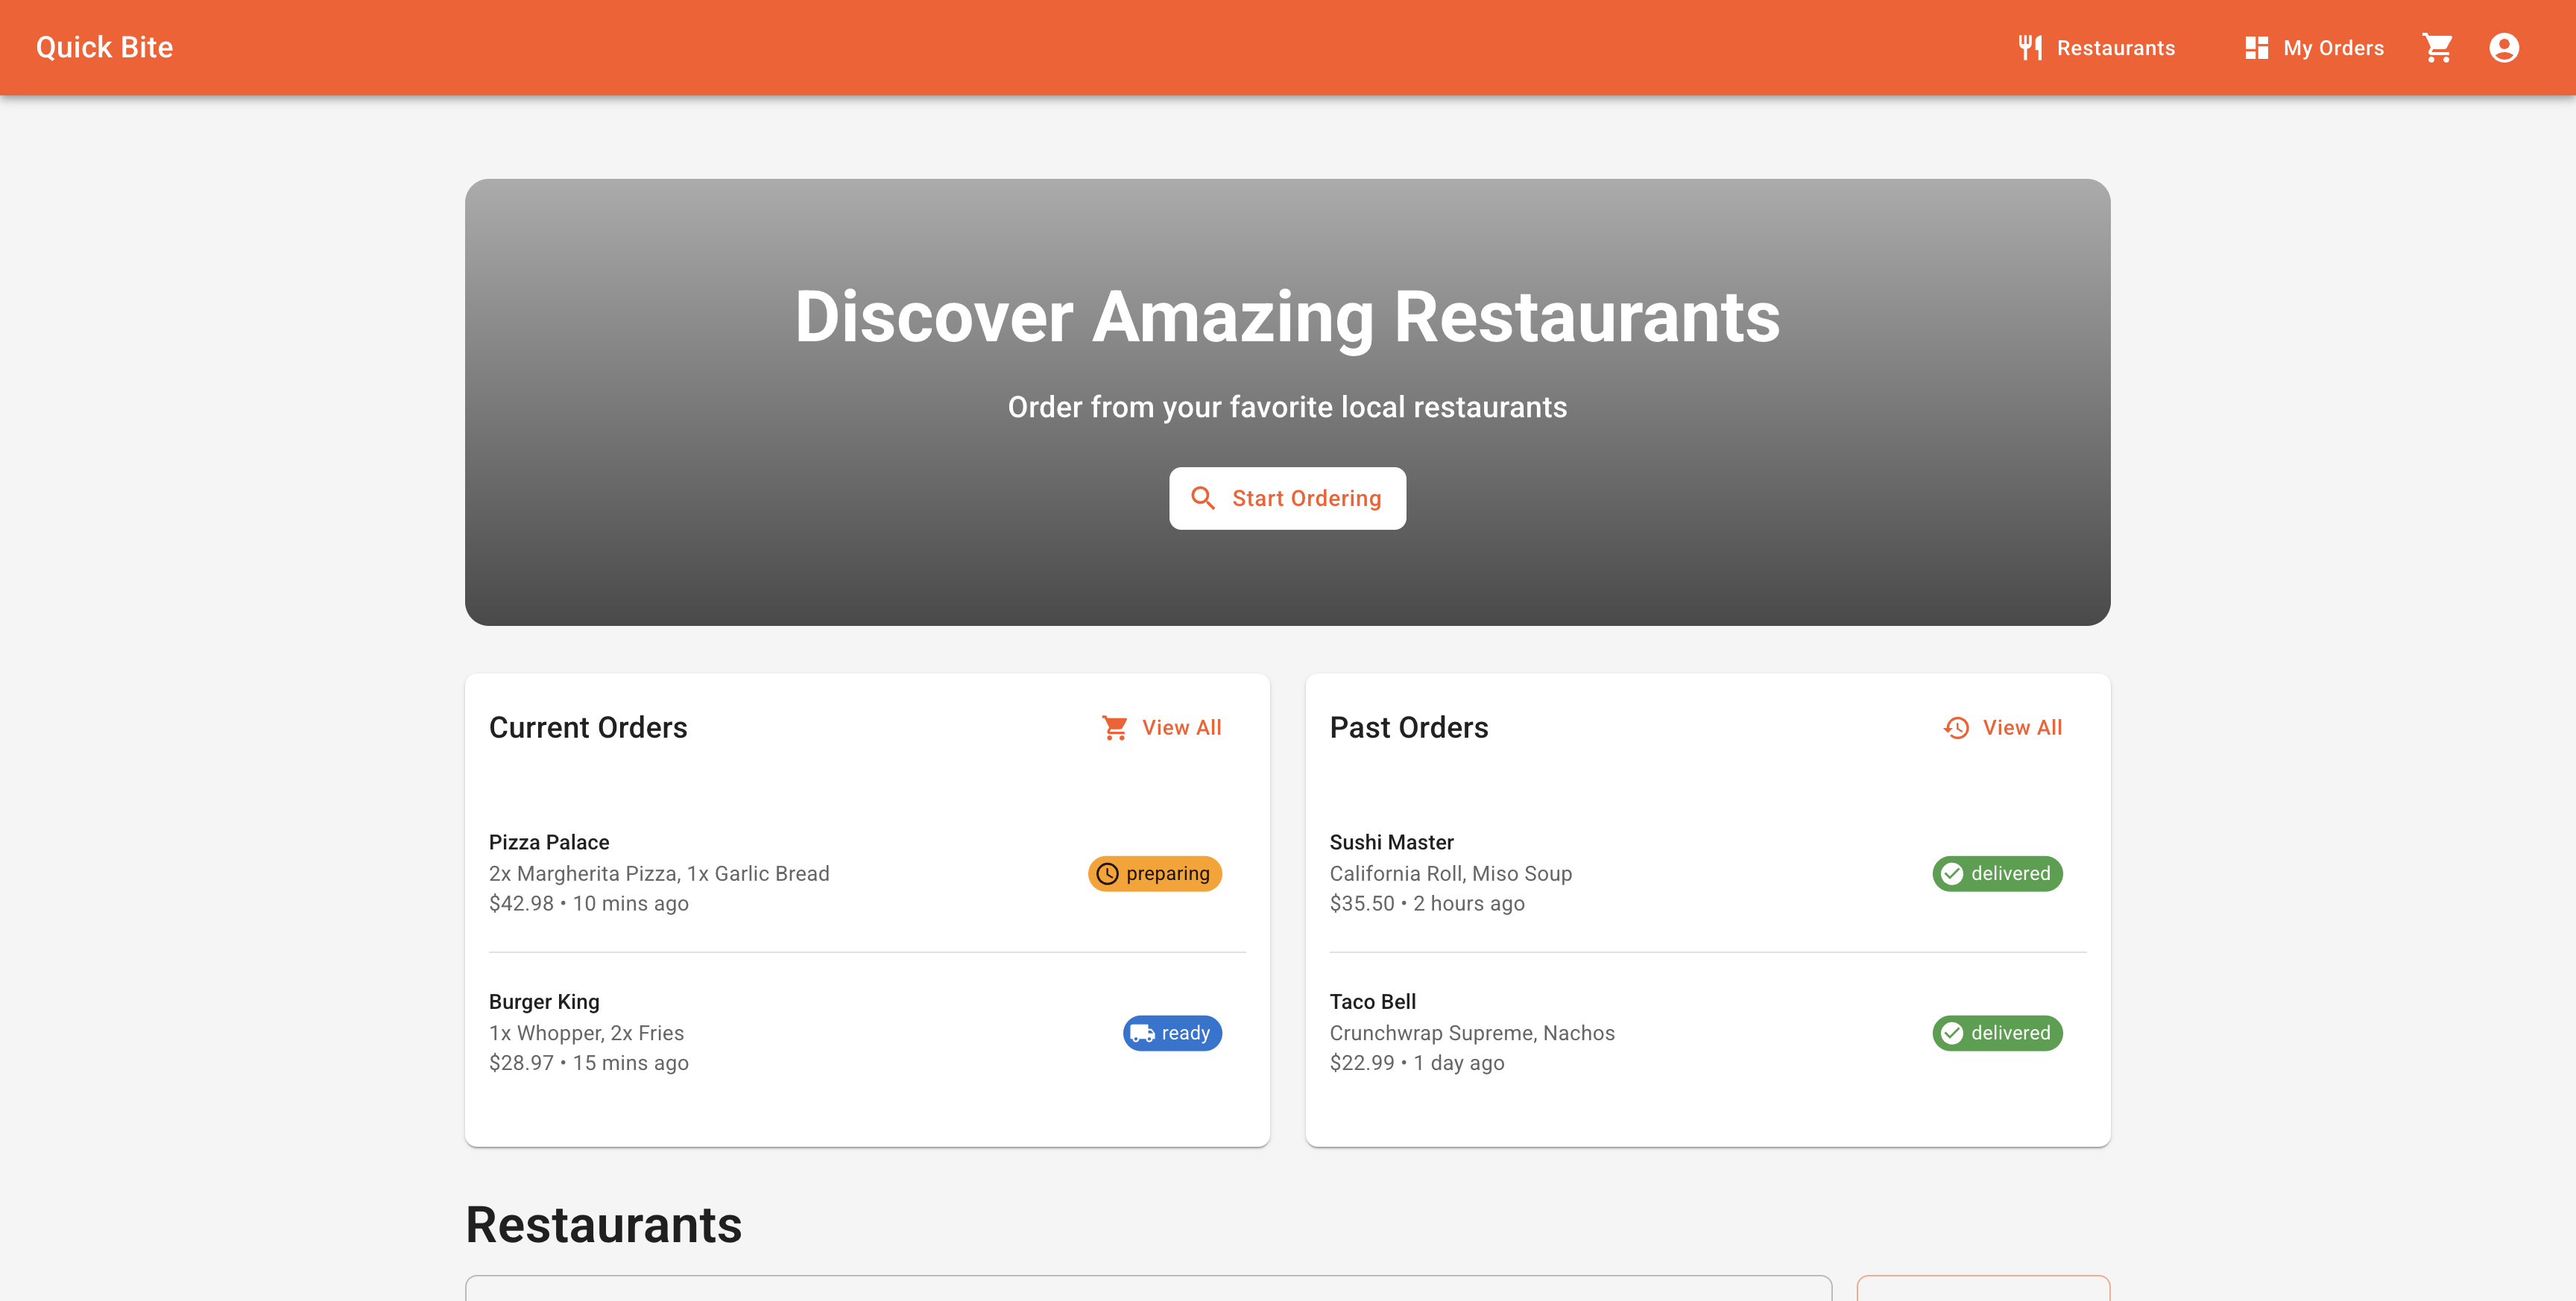 Quick Bite
Restaurants
My Orders
Discover Amazing Restaurants
Order from your favorite local restaurants
Start Ordering
Current Orders
View All
Pizza Palace
2x Margherita Pizza, 1x Garlic Bread
$42.98 • 10 mins ago
preparing
Burger King
1x Whopper, 2x Fries
$28.97 • 15 mins ago
ready
Past Orders
View All
Sushi Master
California Roll, Miso Soup
$35.50 • 2 hours ago
delivered
Taco Bell
Crunchwrap Supreme, Nachos
$22.99 • 1 day ago
delivered
Restaurants